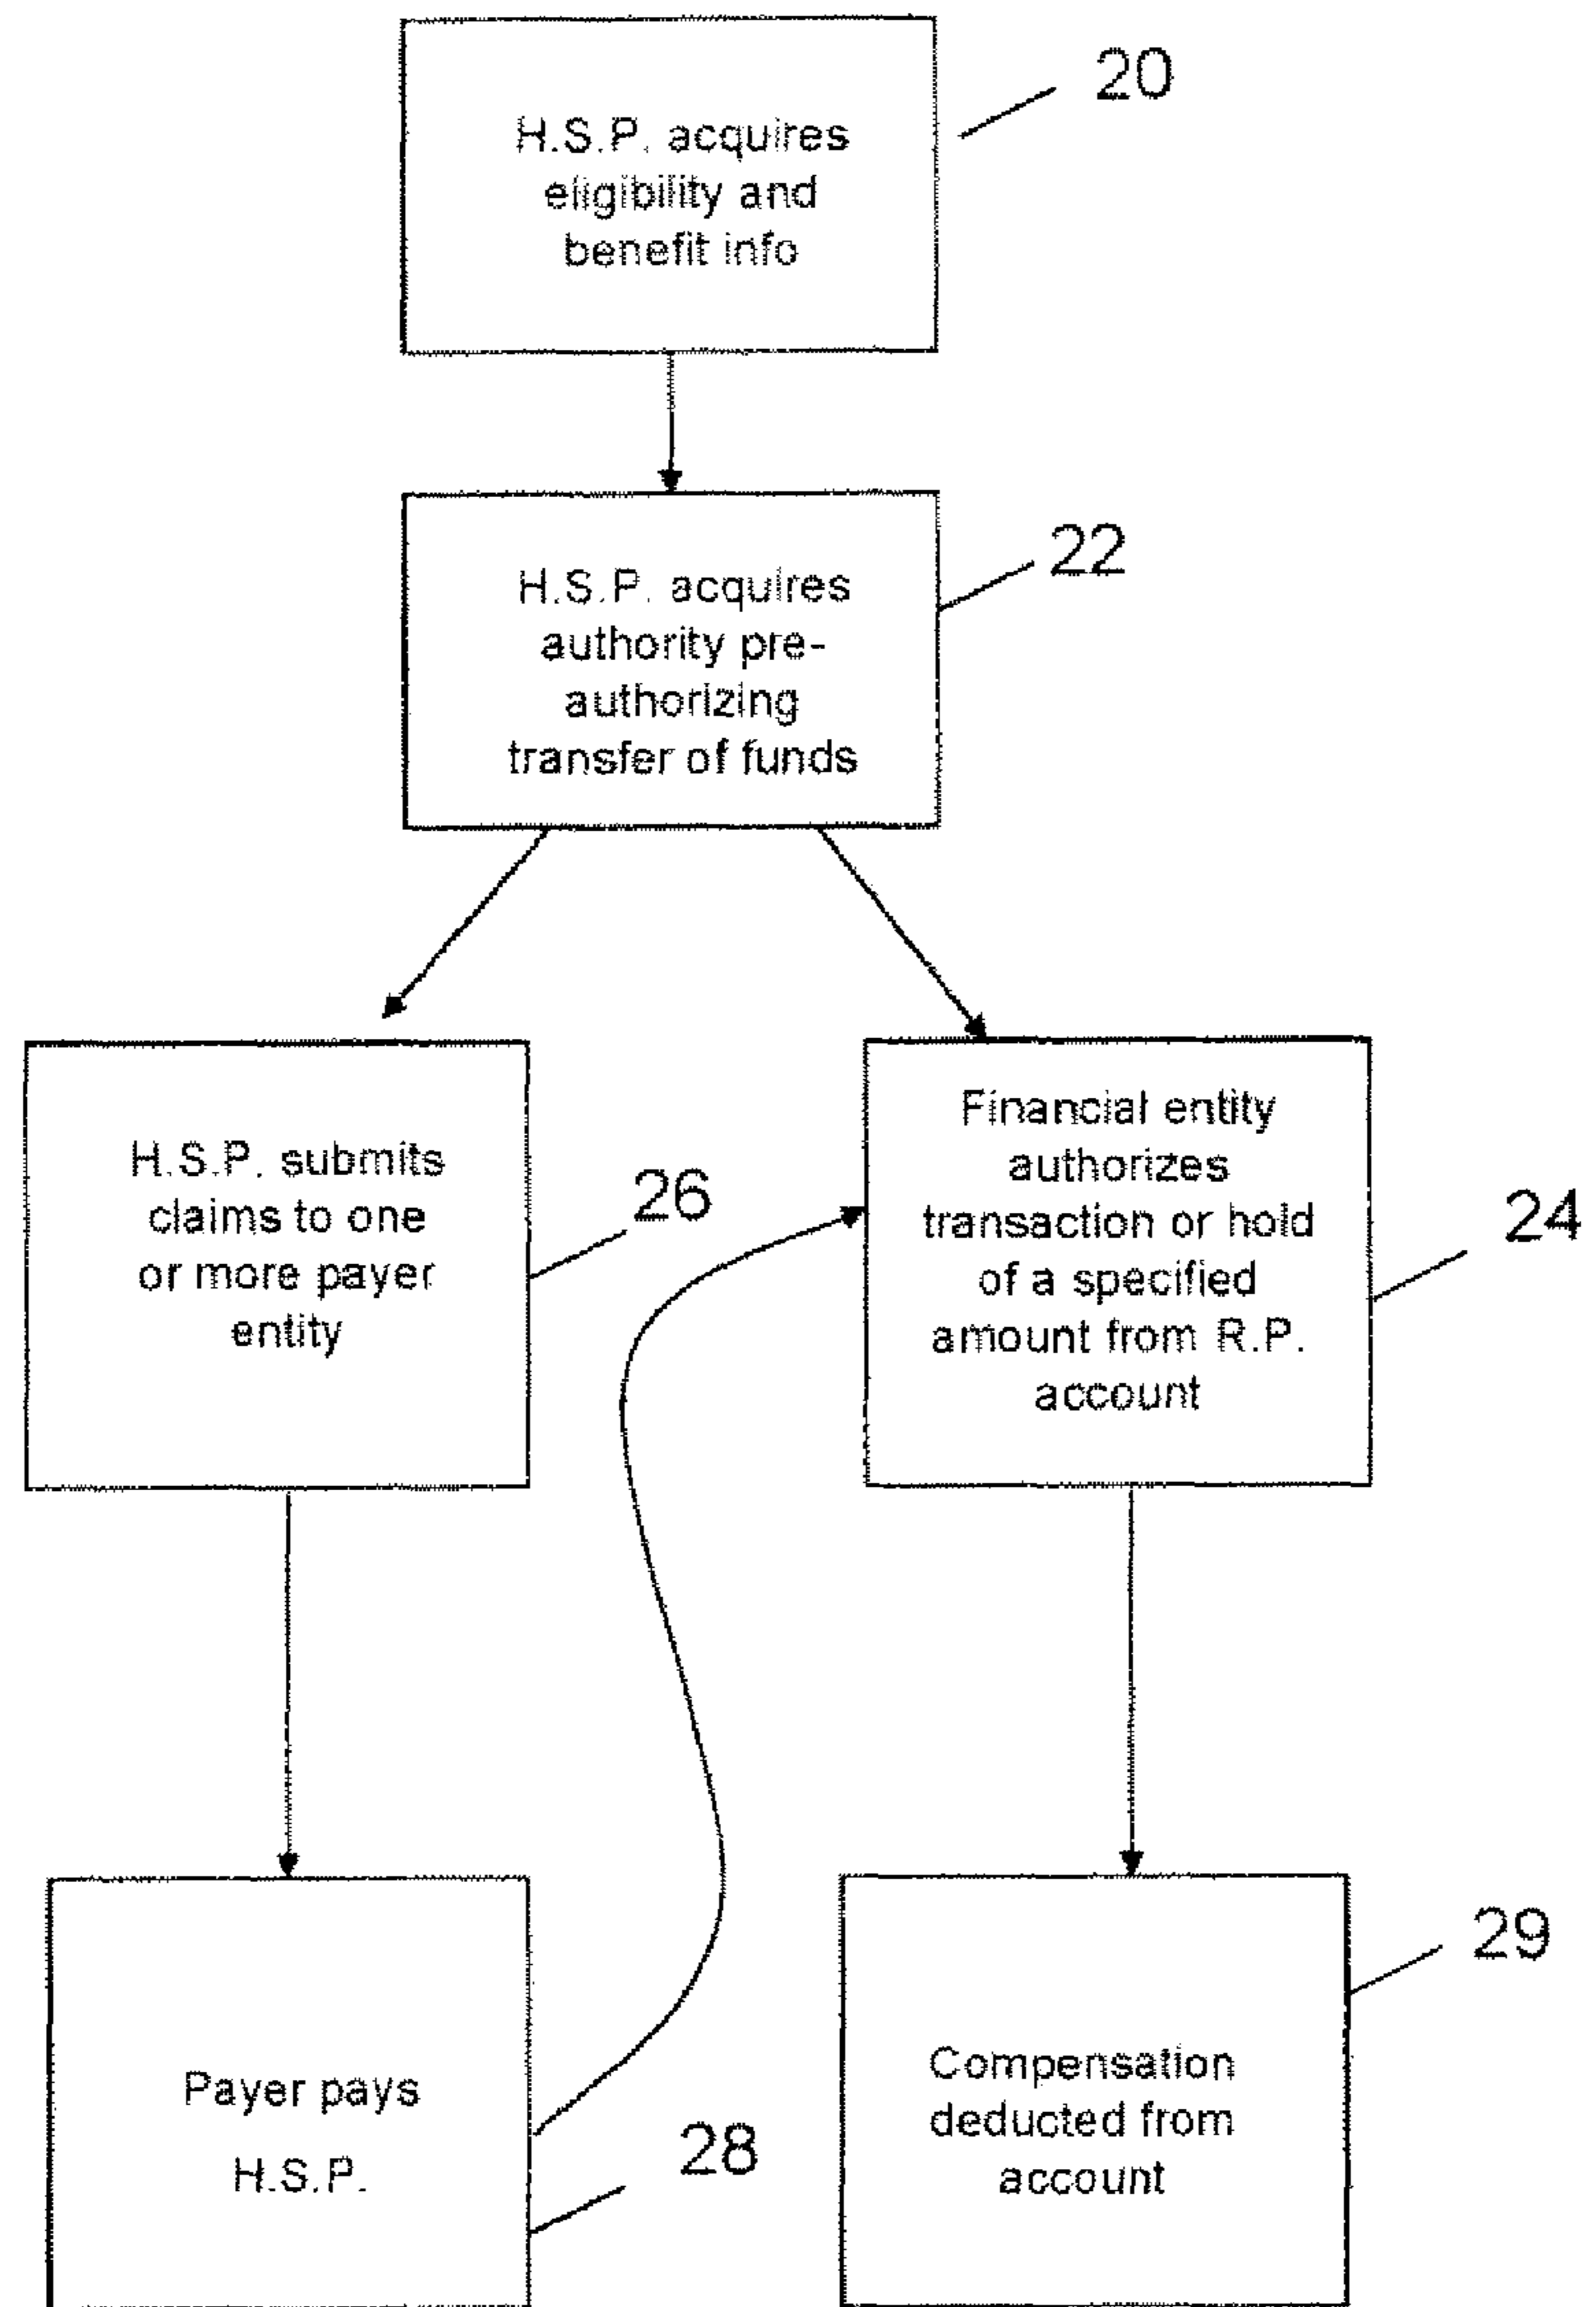 20
H.S.P. acquires
eligibility and
benefit info
22
H.S.P. acquires
authority pre-
authorizing
transfer of funds
H.S.P. submits
claims to one
or more payer
entity
26
Financial entity
authorizes
transaction or hold
of a specified
amount from R.P.
account
24
Payer pays
H.S.P.
28
Compensation
deducted from
account
29